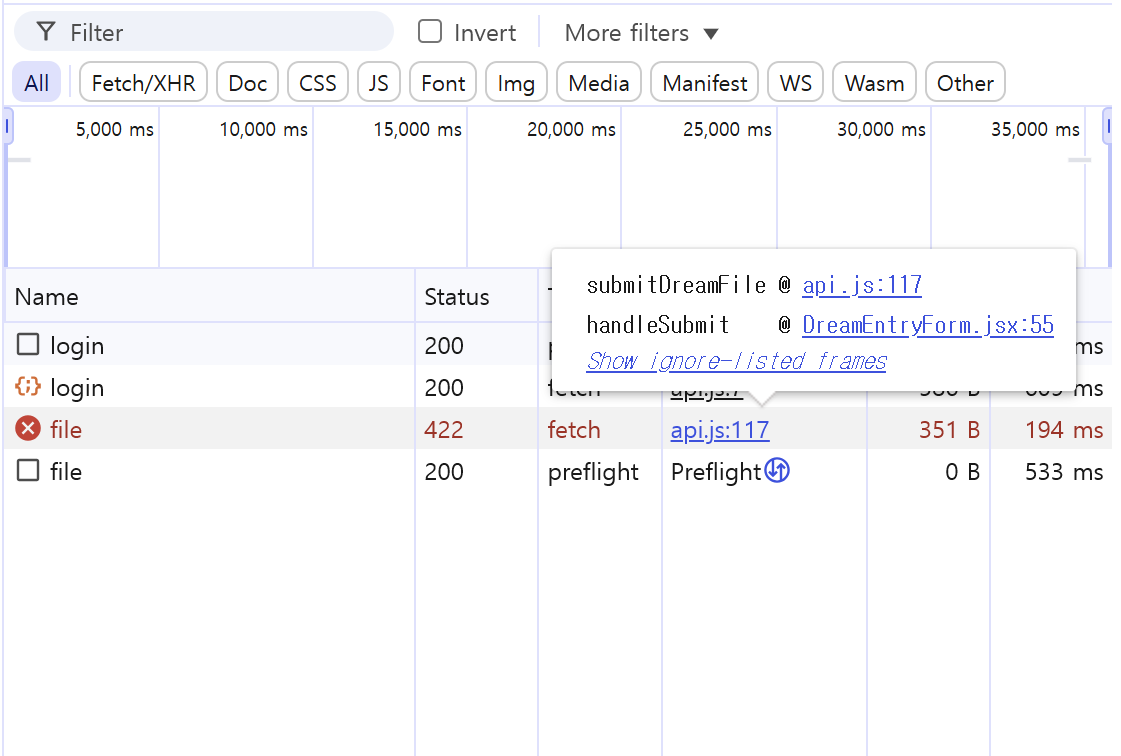 Filter Invert More filters ▼
All Fetch/XHR Doc CSS JS Font Img Media Manifest WS Wasm Other
5,000 ms 10,000 ms 15,000 ms 20,000 ms 25,000 ms 30,000 ms 35,000 ms
submitDreamFile @ api.js:117
handleSubmit @ DreamEntryForm.jsx:55
Show ignore-listed frames
Name Status
login 200 ms
login 200 fetch api.js:7 B ms
file 422 fetch api.js:117 351 B 194 ms
file 200 preflight Preflight 0 B 533 ms